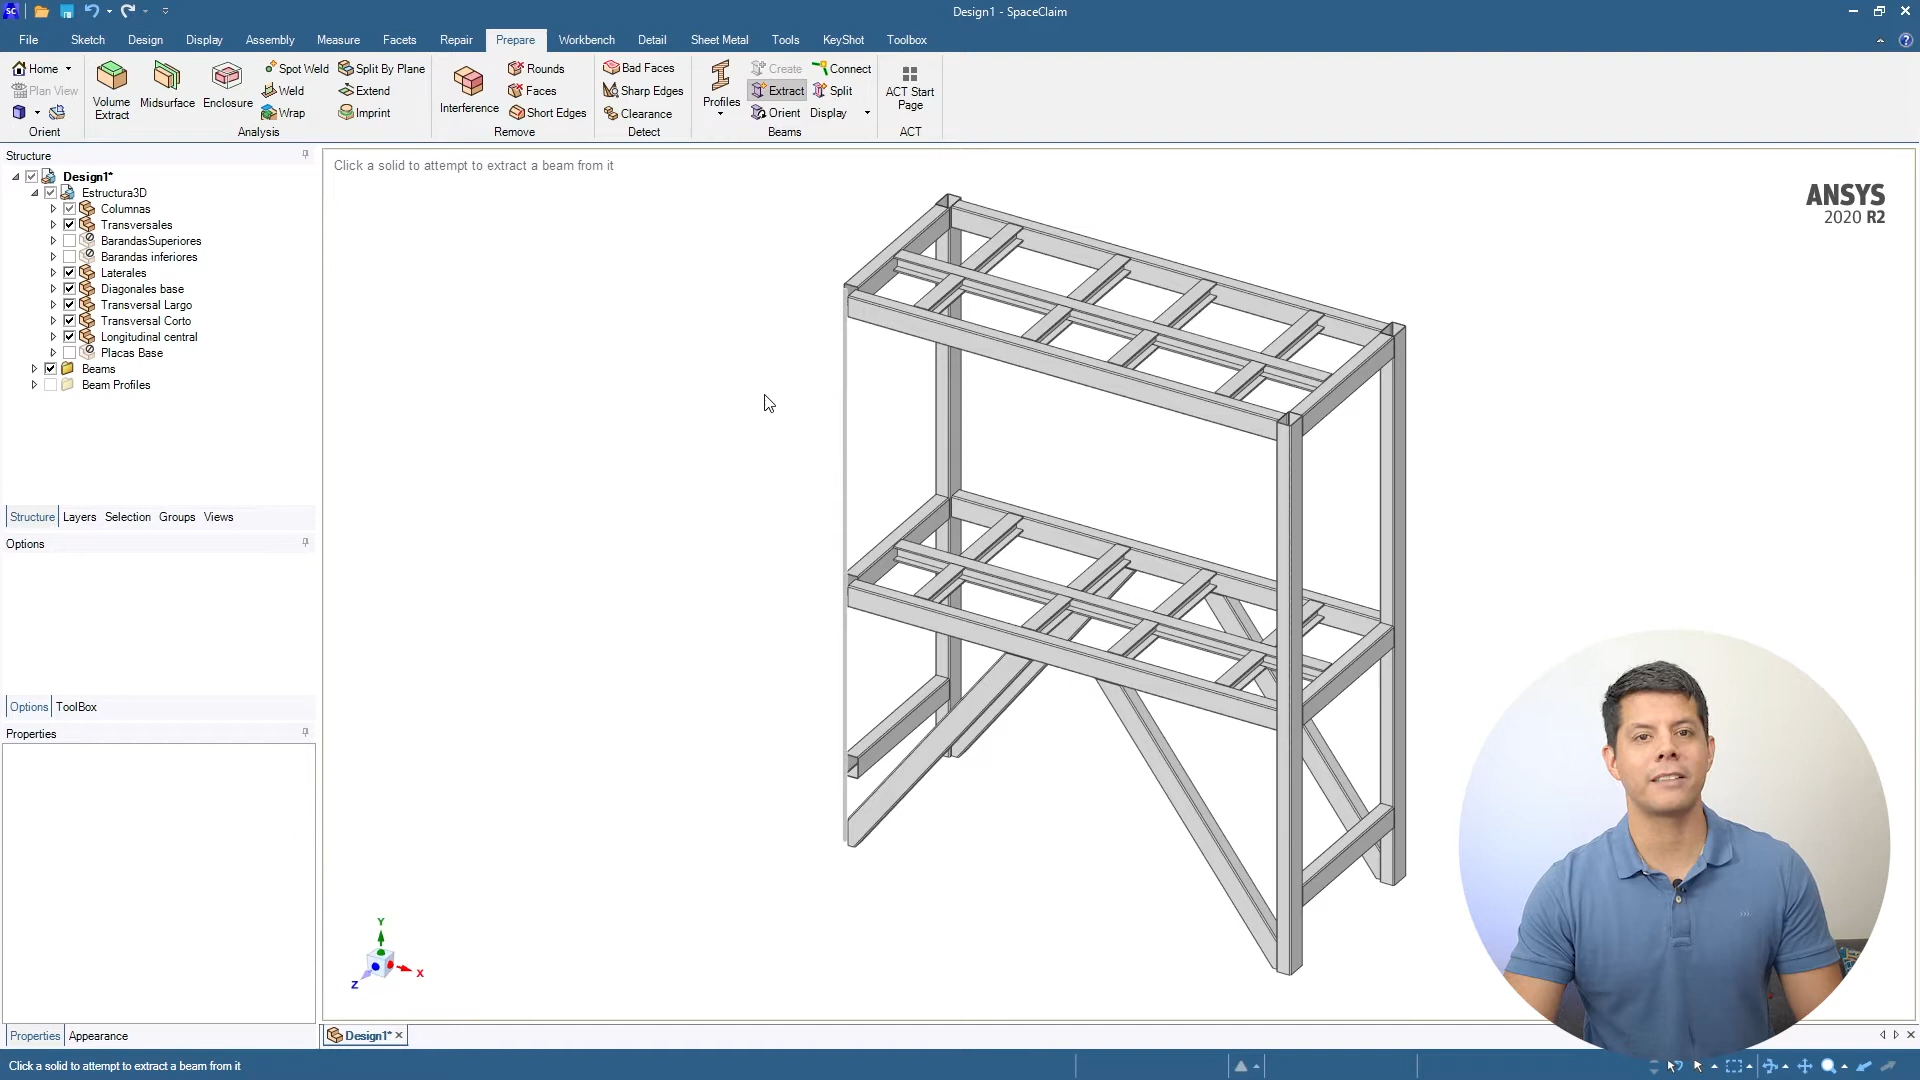 SC
Design1 - SpaceClaim
File Sketch Design Display Assembly Measure Facets Repair Prepare Workbench Detail Sheet Metal Tools KeyShot Toolbox
Home
Plan View
Orient
Volume Extract
Midsurface
Enclosure
Spot Weld
Weld
Wrap
Split By Plane
Extend
Imprint
Analysis
Interference
Rounds
Faces
Short Edges
Remove
Bad Faces
Sharp Edges
Clearance
Detect
Profiles
Create
Extract
Orient
Connect
Split
Display
Beams
ACT Start Page
ACT
Structure
Design1*
Estructura3D
Columnas
Transversales
BarandasSuperiores
Barandas inferiores
Laterales
Diagonales base
Transversal Largo
Transversal Corto
Longitudinal central
Placas Base
Beams
Beam Profiles
Structure Layers Selection Groups Views
Options
Options ToolBox
Properties
Properties Appearance
Click a solid to attempt to extract a beam from it
ANSYS
2020 R2
Y
X
Z
Design1*
Click a solid to attempt to extract a beam from it